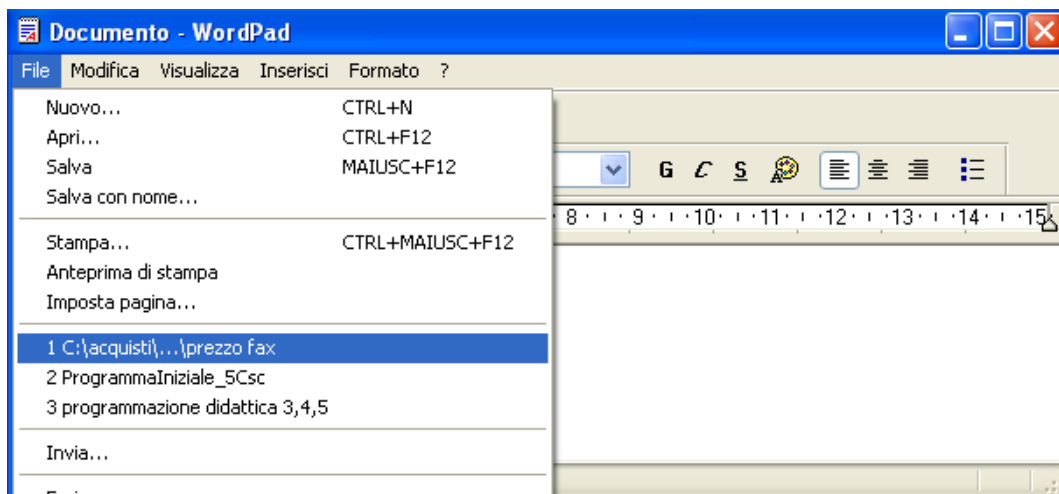 Documento - WordPad
File Modifica Visualizza Inserisci Formato ?
Nuovo... CTRL+N
Apri... CTRL+F12
Salva MAIUSC+F12
Salva con nome...
G C S
8 9 10 11 12 13 14 15
Stampa... CTRL+MAIUSC+F12
Anteprima di stampa
Imposta pagina...
1 C:\acquisti\...\prezzo fax
2 ProgrammaIniziale_5Csc
3 programmazione didattica 3,4,5
Invia...